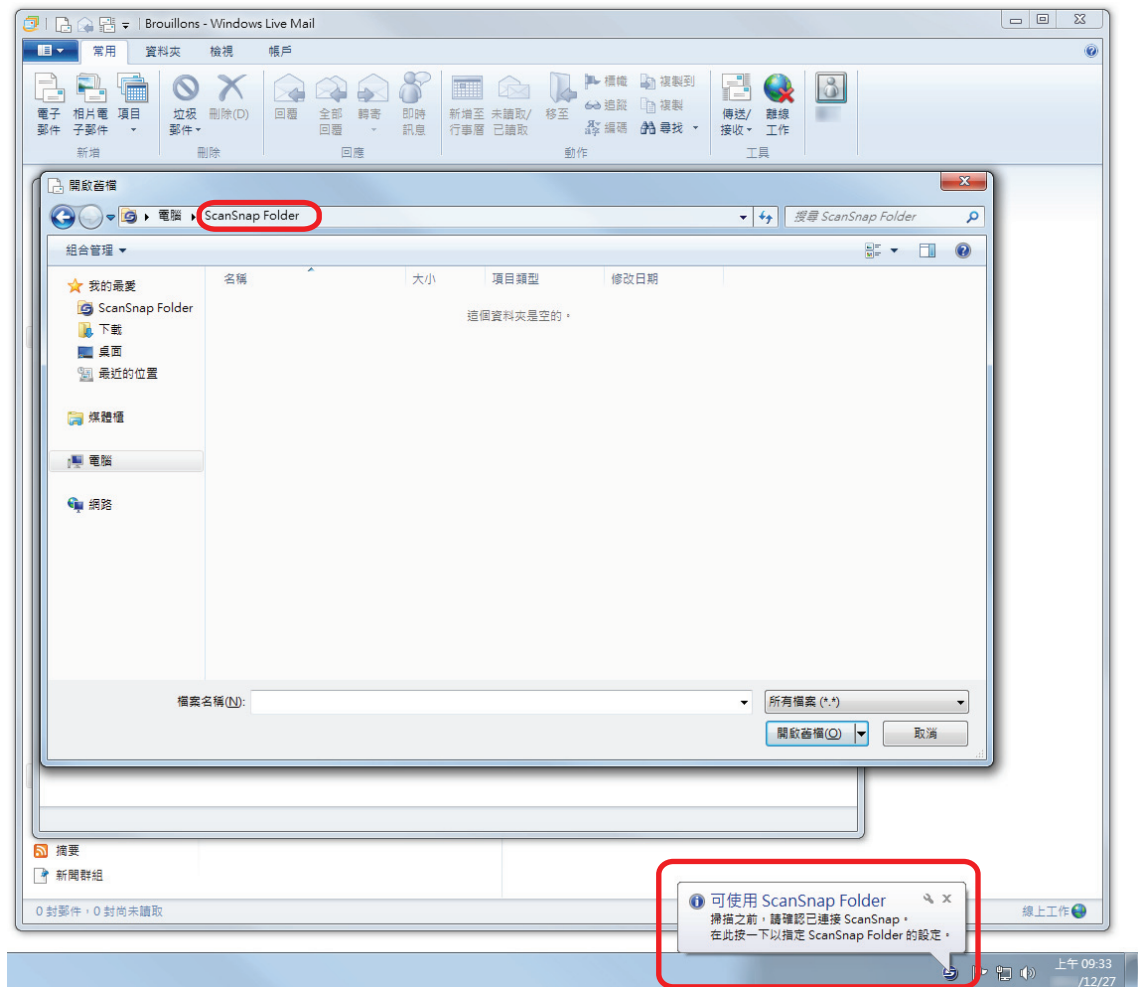 Brouillons - Windows Live Mail
常用 資料夾 檢視 帳戶
電子郵件
相片電子郵件
項目
垃圾郵件
刪除(D)
回覆
全部回覆
轉寄
即時訊息
新增至行事曆
未讀取/已讀取
移至
標幟
追蹤
編碼
複製到
複製
尋找
傳送/接收
離線工作
新增 刪除 回應 動作 工具
開啟舊檔
電腦 ScanSnap Folder
搜尋 ScanSnap Folder
組合管理
名稱 大小 項目類型 修改日期
這個資料夾是空的。
我的最愛
ScanSnap Folder
下載
桌面
最近的位置
媒體櫃
電腦
網路
檔案名稱(N):
所有檔案 (*.*)
開啟舊檔(O) 取消
摘要
新聞群組
0 封郵件，0 封尚未讀取
線上工作
可使用 ScanSnap Folder
掃描之前，請確認已連接 ScanSnap。
在此按一下以指定 ScanSnap Folder 的設定。
上午 09:33
/12/27